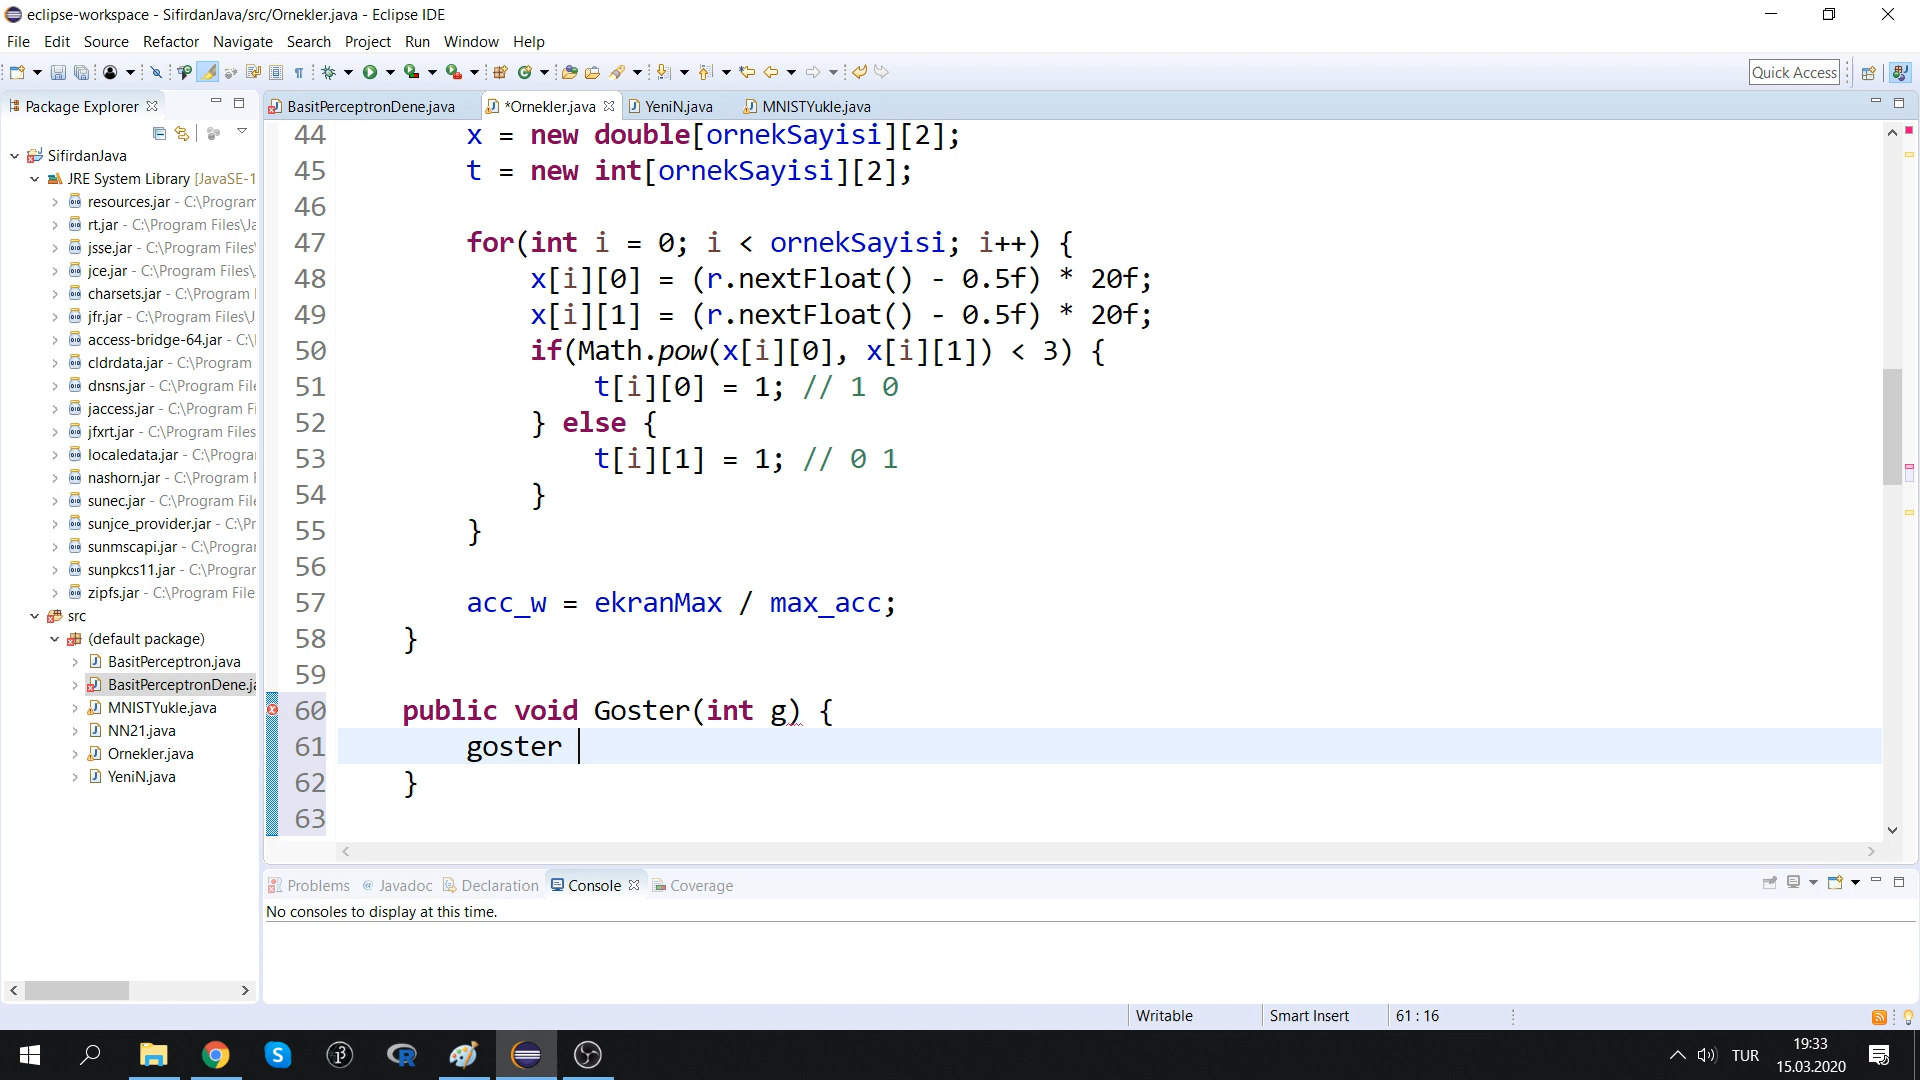 eclipse-workspace - SifirdanJava/src/Ornekler.java - Eclipse IDE
File Edit Source Refactor Navigate Search Project Run Window Help
Quick Access
Package Explorer
BasitPerceptronDene.java
*Ornekler.java
YeniN.java
MNISTYukle.java
SifirdanJava
JRE System Library [JavaSE-1
resources.jar - C:\Program
rt.jar - C:\Program Files\Ja
jsse.jar - C:\Program Files\
jce.jar - C:\Program Files\
charsets.jar - C:\Program
jfr.jar - C:\Program Files\J
access-bridge-64.jar - C:\
cldrdata.jar - C:\Program
dnsns.jar - C:\Program File
jaccess.jar - C:\Program Fi
jfxrt.jar - C:\Program Files
localedata.jar - C:\Progra
nashorn.jar - C:\Program
sunec.jar - C:\Program File
sunjce_provider.jar - C:\Pr
sunmscapi.jar - C:\Progra
sunpkcs11.jar - C:\Progra
zipfs.jar - C:\Program File
src
(default package)
BasitPerceptron.java
BasitPerceptronDene.ja
MNISTYukle.java
NN21.java
Ornekler.java
YeniN.java
44 x = new double[ornekSayisi][2];
45 t = new int[ornekSayisi][2];
46
47 for(int i = 0; i < ornekSayisi; i++) {
48 x[i][0] = (r.nextFloat() - 0.5f) * 20f;
49 x[i][1] = (r.nextFloat() - 0.5f) * 20f;
50 if(Math.pow(x[i][0], x[i][1]) < 3) {
51 t[i][0] = 1; // 1 0
52 } else {
53 t[i][1] = 1; // 0 1
54 }
55 }
56
57 acc_w = ekranMax / max_acc;
58 }
59
60 public void Goster(int g) {
61 goster
62 }
63
Problems @ Javadoc Declaration Console Coverage
No consoles to display at this time.
Writable Smart Insert 61 : 16
TUR
19:33
15.03.2020